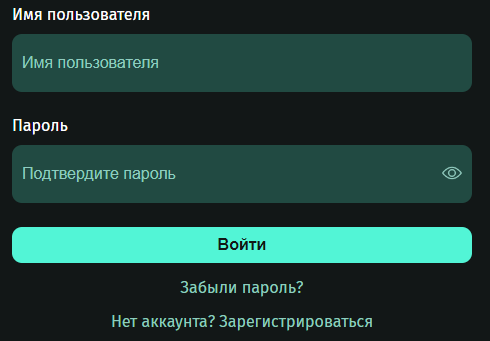 Имя пользователя
Имя пользователя
Пароль
Подтвердите пароль
Войти
Забыли пароль?
Нет аккаунта? Зарегистрироваться